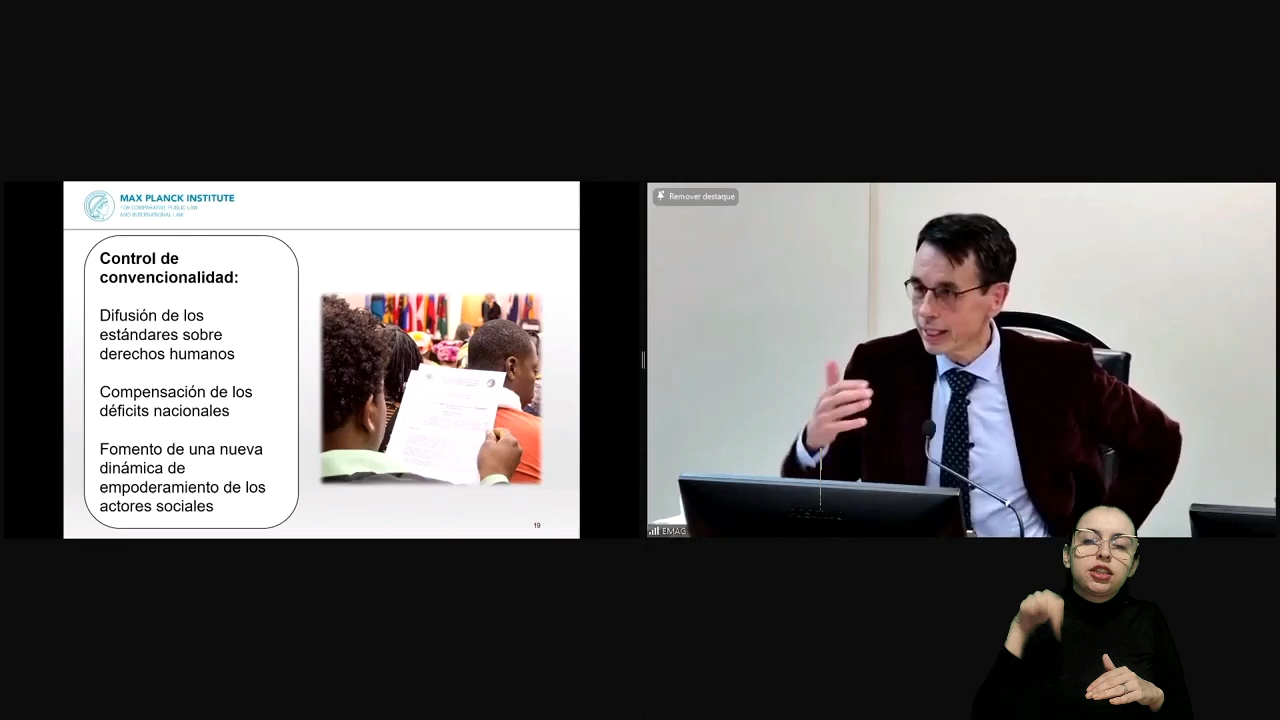 MAX PLANCK INSTITUTE
FOR COMPARATIVE PUBLIC LAW
AND INTERNATIONAL LAW
Control de
convencionalidad:
Difusión de los
estándares sobre
derechos humanos
Compensación de los
déficits nacionales
Fomento de una nueva
dinámica de
empoderamiento de los
actores sociales
19
Remover destaque
EMAG